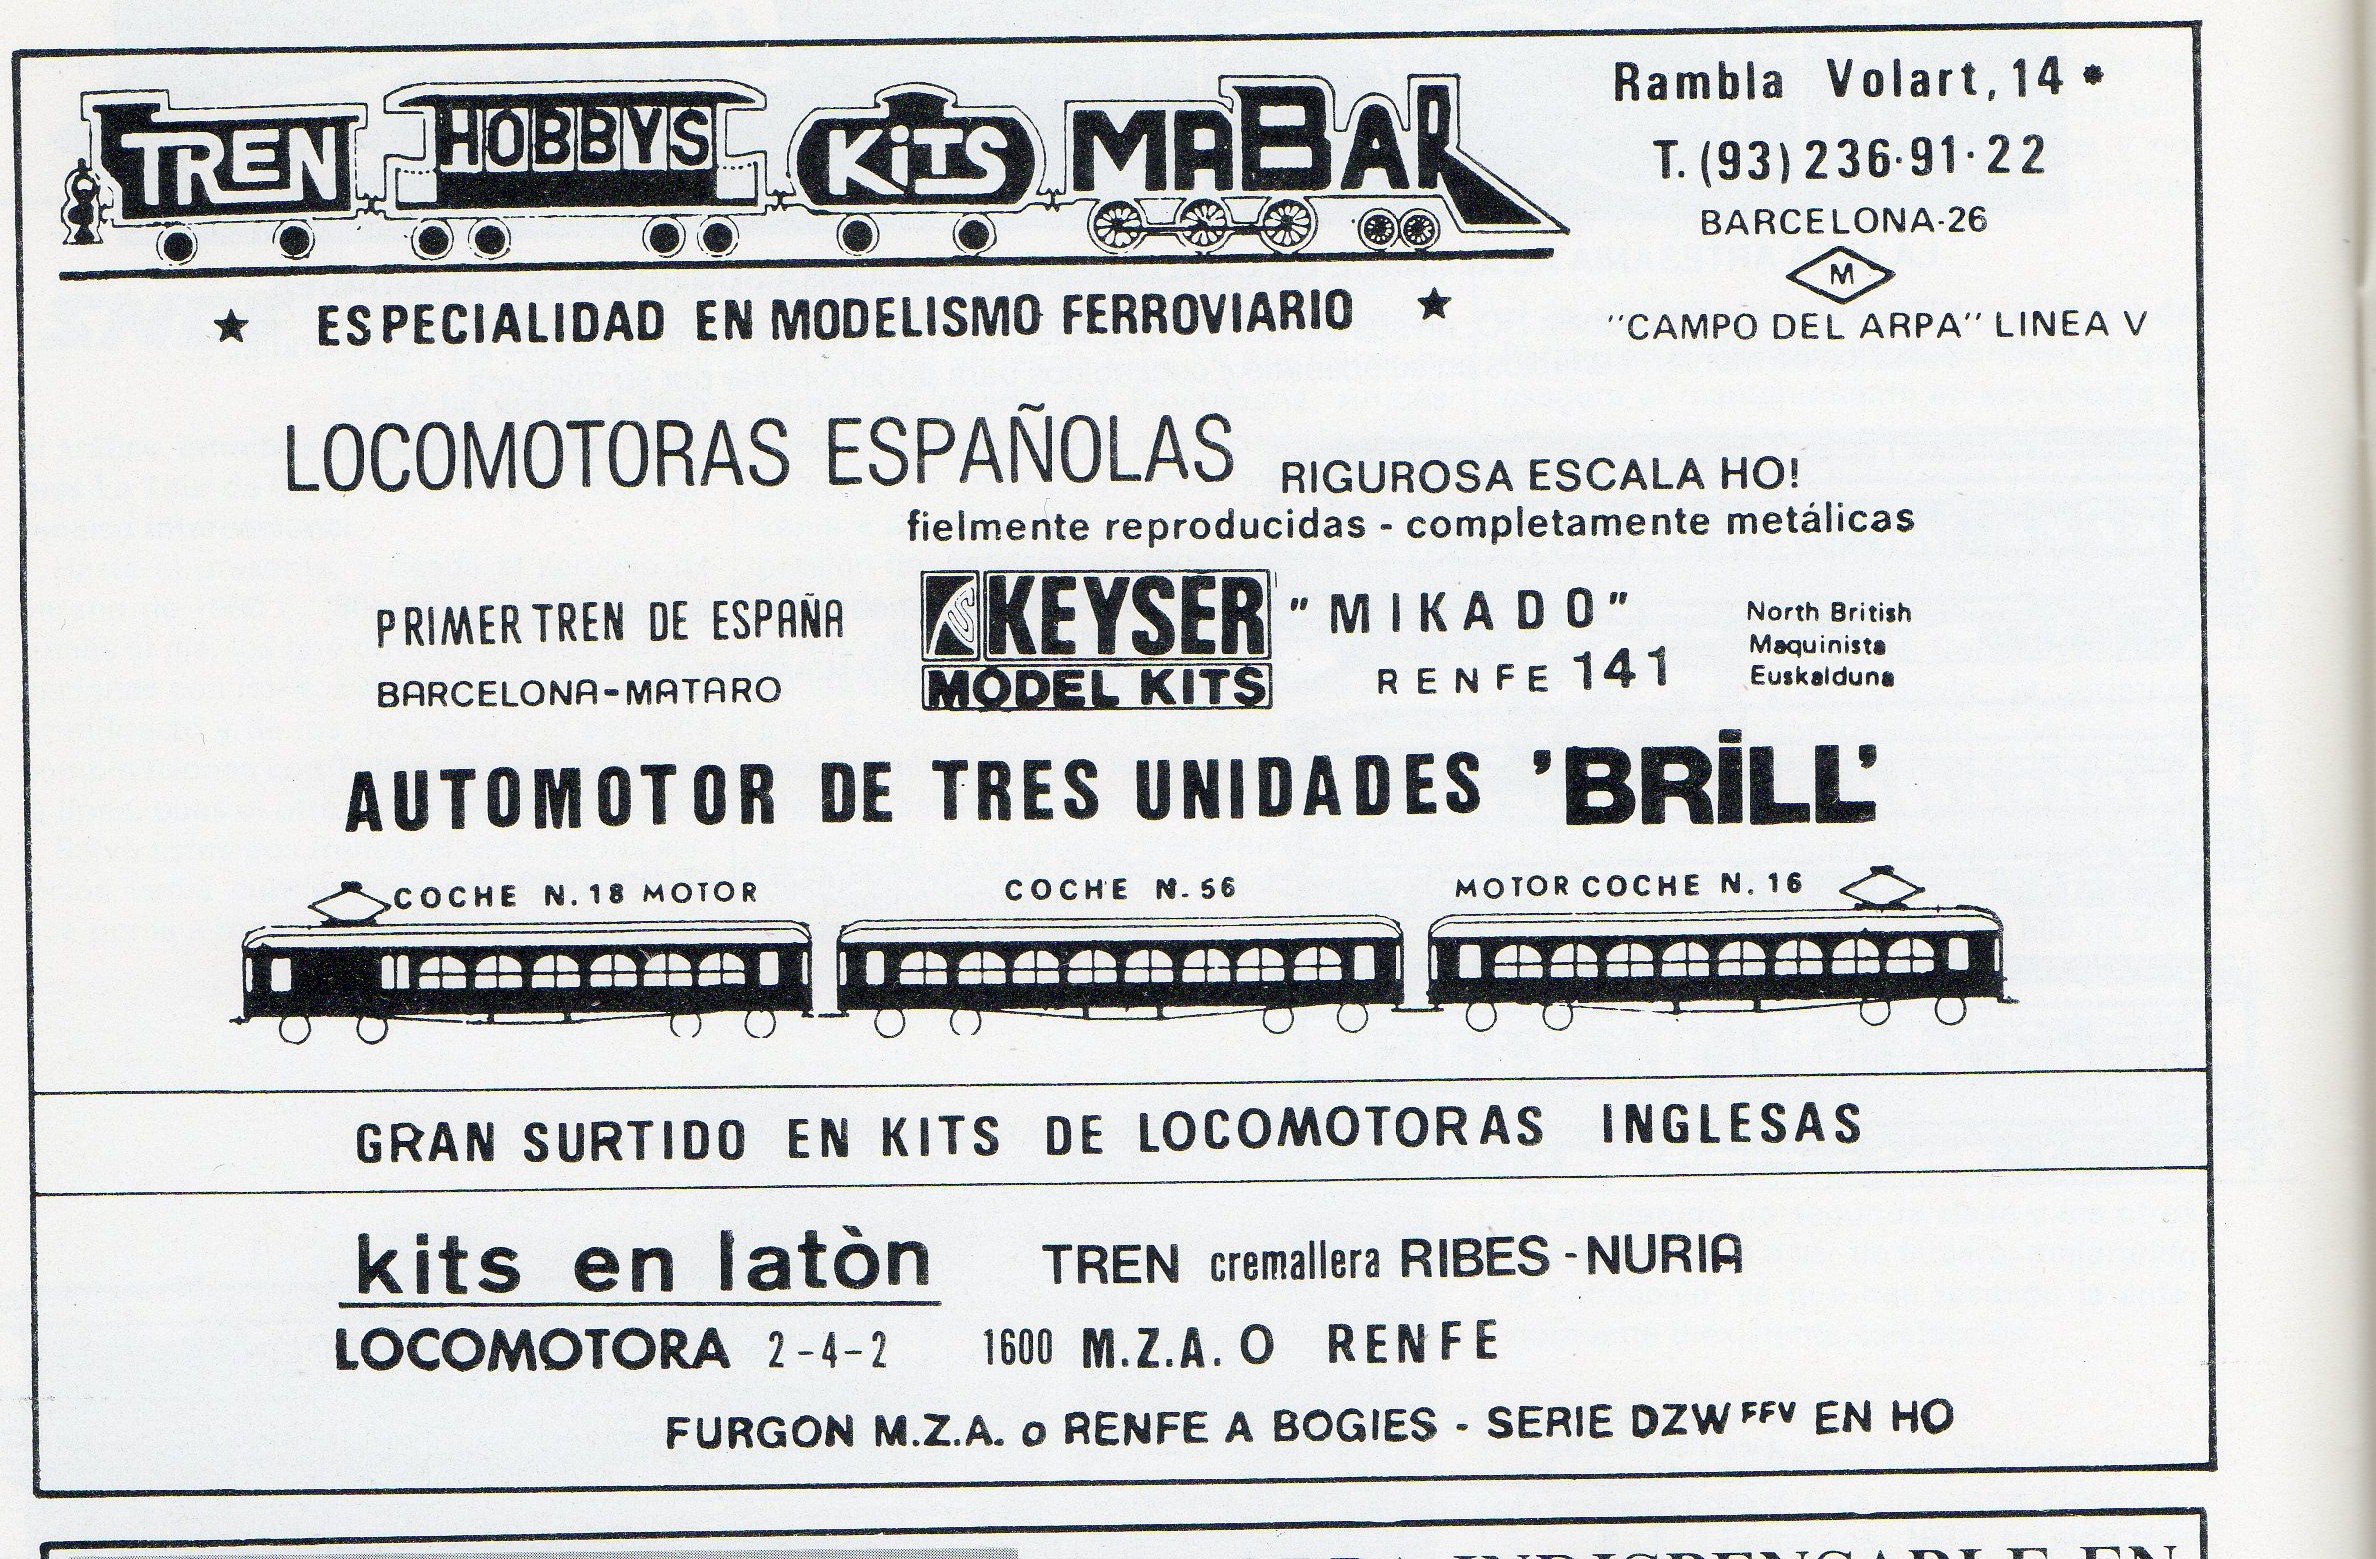 TREN HOBBYS KiTS MABAR
Rambla Volart, 14
T. (93) 236·91·22
BARCELONA-26
M
"CAMPO DEL ARPA" LINEA V
★ ESPECIALIDAD EN MODELISMO FERROVIARIO ★
LOCOMOTORAS ESPAÑOLAS RIGUROSA ESCALA HO!
fielmente reproducidas - completamente metálicas
PRIMER TREN DE ESPAÑA
BARCELONA-MATARO
KEYSER
MODEL KITS
"MIKADO"
RENFE 141
North British
Maquinista
Euskalduna
AUTOMOTOR DE TRES UNIDADES 'BRiLL'
COCHE N. 18 MOTOR COCHE N. 56 MOTOR COCHE N. 16
GRAN SURTIDO EN KITS DE LOCOMOTORAS INGLESAS
kits en latòn TREN cremallera RIBES - NURIA
LOCOMOTORA 2-4-2 1600 M.Z.A. O RENFE
FURGON M.Z.A. o RENFE A BOGIES - SERIE DZW FFV EN HO
INDISPENSABLE EN